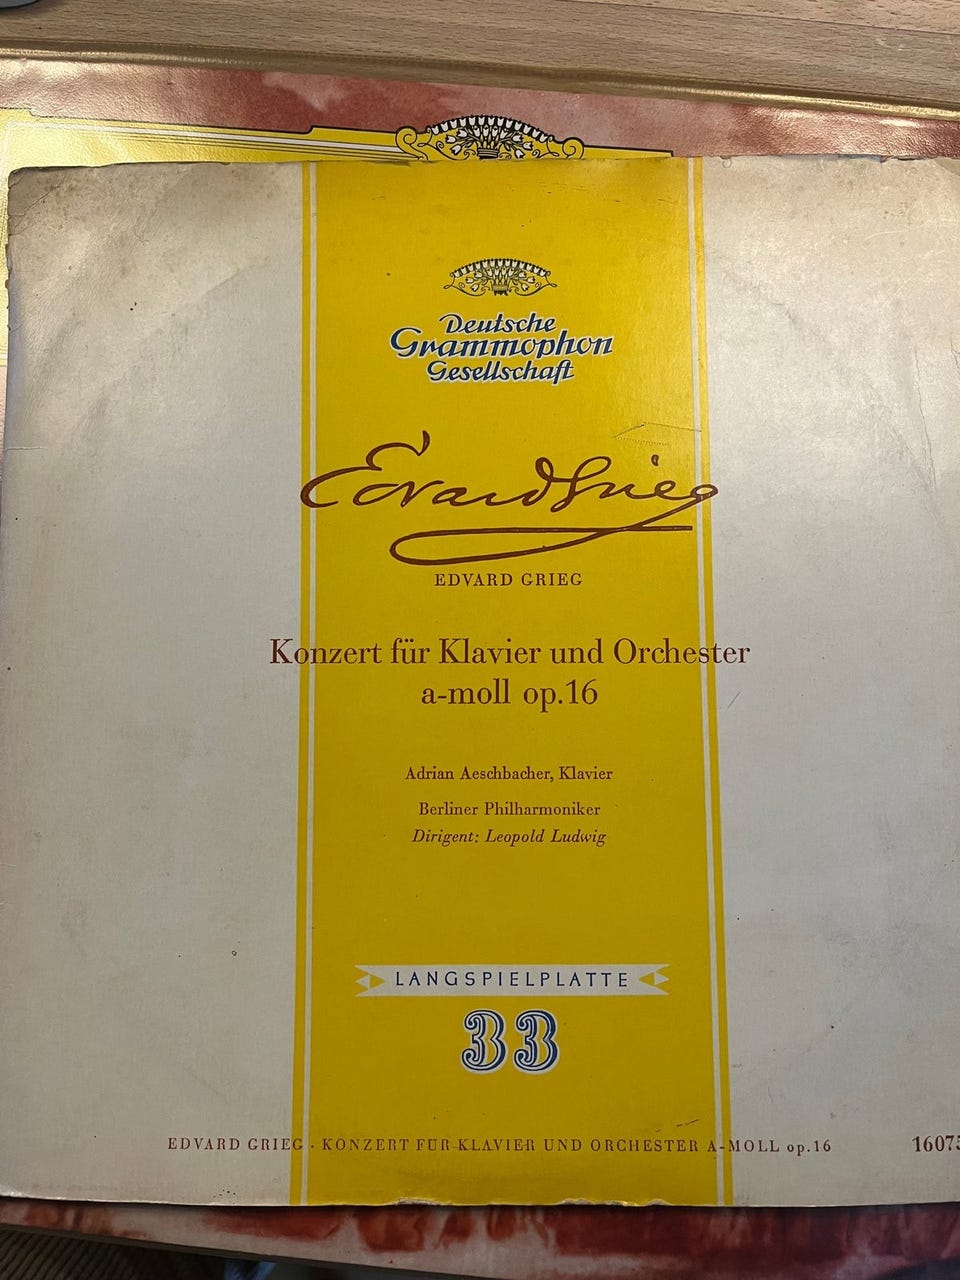 Deutsche
Grammophon
Gesellschaft
Edvard Grieg
EDVARD GRIEG
Konzert für Klavier und Orchester
a-moll op.16
Adrian Aeschbacher, Klavier
Berliner Philharmoniker
Dirigent: Leopold Ludwig
LANGSPIELPLATTE
33
EDVARD GRIEG · KONZERT FÜR KLAVIER UND ORCHESTER A-MOLL op.16